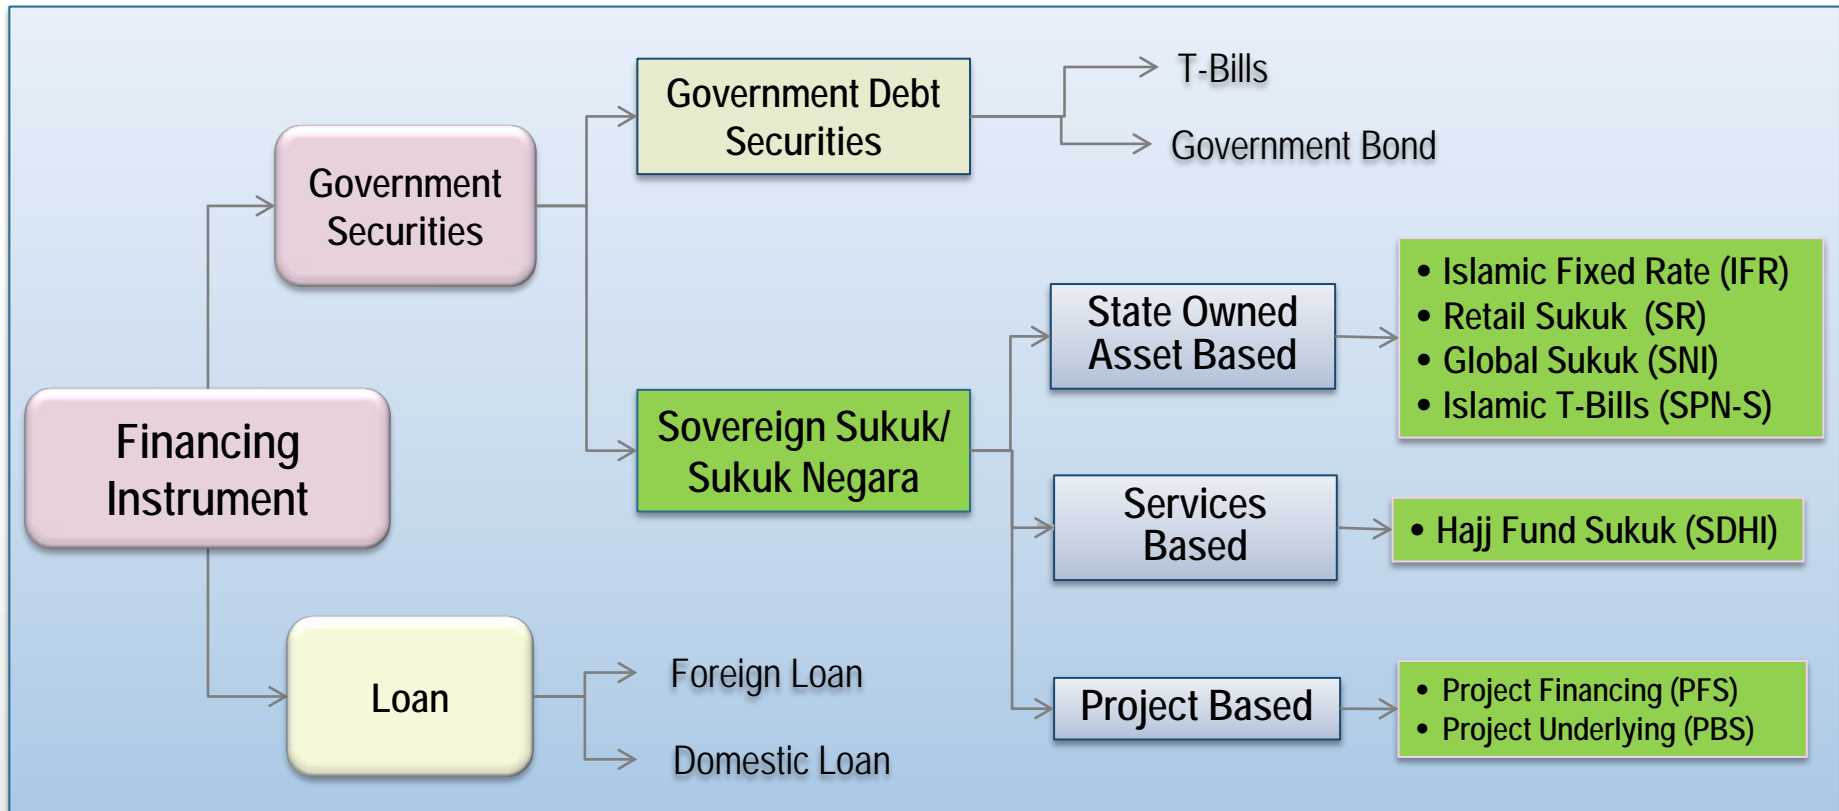 Financing
Instrument
Government
Securities
Government Debt
Securities
T-Bills
Government Bond
Sovereign Sukuk/
Sukuk Negara
State Owned
Asset Based
• Islamic Fixed Rate (IFR)
• Retail Sukuk (SR)
• Global Sukuk (SNI)
• Islamic T-Bills (SPN-S)
Services
Based
• Hajj Fund Sukuk (SDHI)
Project Based
• Project Financing (PFS)
• Project Underlying (PBS)
Loan
Foreign Loan
Domestic Loan